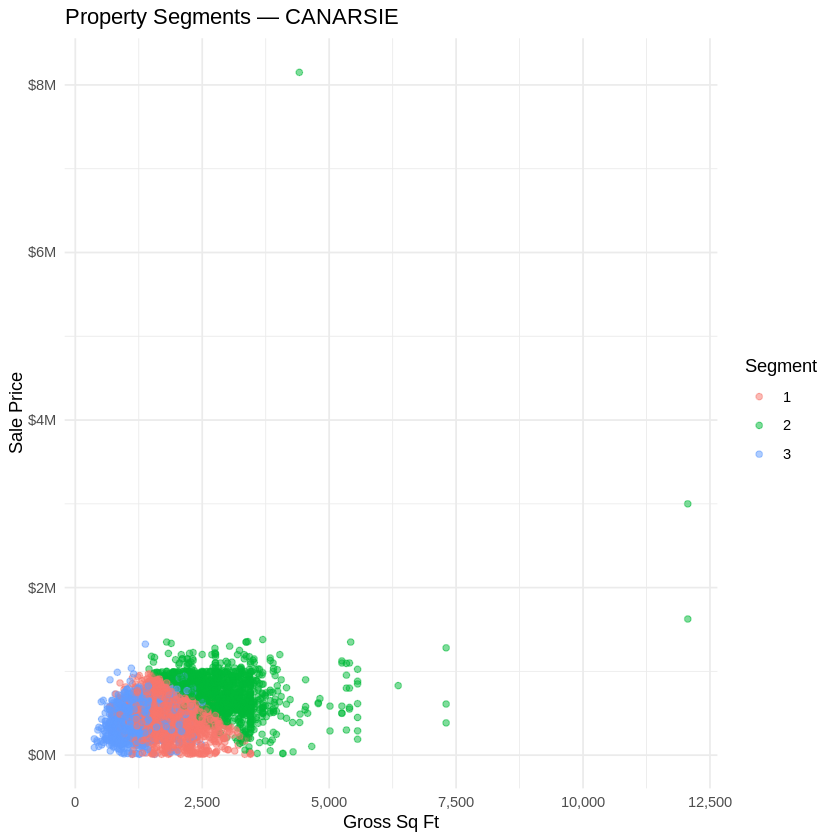 Property Segments — CANARSIE
$8M
$6M
$4M
$2M
$0M
Sale Price
0
2,500
5,000
7,500
10,000
12,500
Gross Sq Ft
Segment
1
2
3